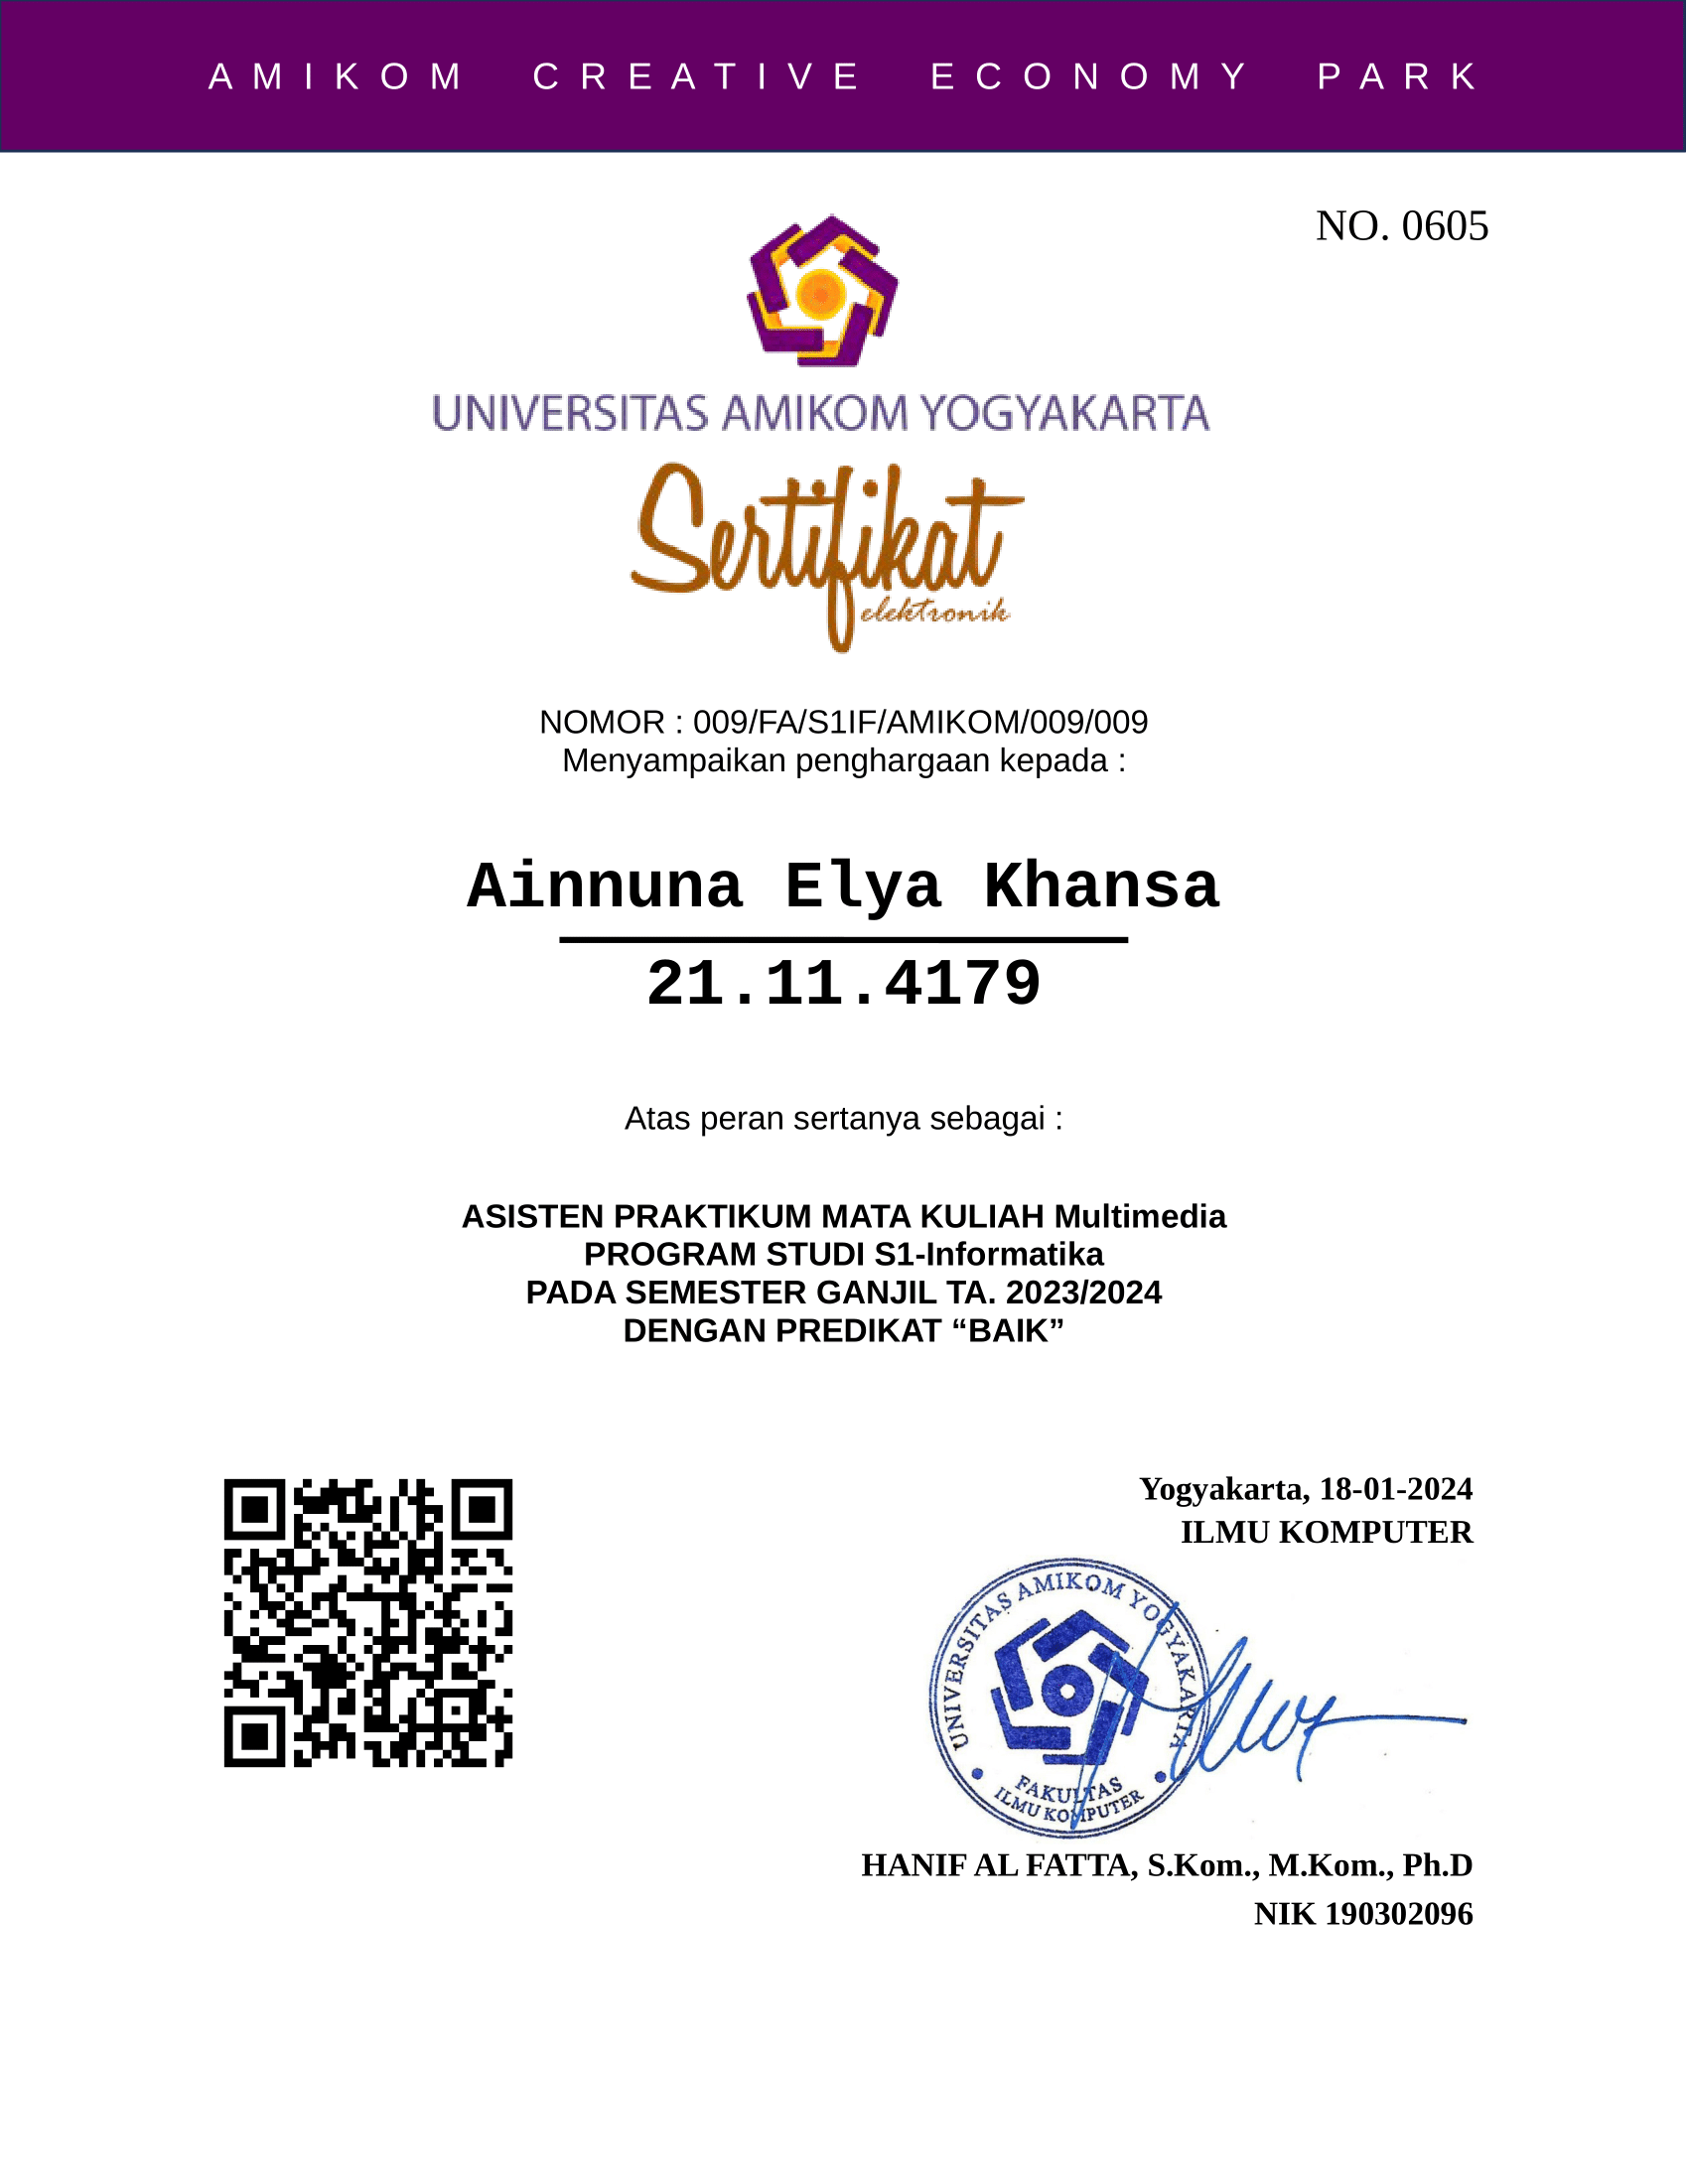 AMIKOM CREATIVE ECONOMY PARK
NO. 0605
UNIVERSITAS AMIKOM YOGYAKARTA
Sertifikat
elektronik
NOMOR : 009/FA/S1IF/AMIKOM/009/009
Menyampaikan penghargaan kepada :
Ainnuna Elya Khansa
21.11.4179
Atas peran sertanya sebagai :
ASISTEN PRAKTIKUM MATA KULIAH Multimedia
PROGRAM STUDI S1-Informatika
PADA SEMESTER GANJIL TA. 2023/2024
DENGAN PREDIKAT “BAIK”
Yogyakarta, 18-01-2024
ILMU KOMPUTER
UNIVERSITAS AMIKOM YOGYAKARTA
FAKULTAS
ILMU KOMPUTER
HANIF AL FATTA, S.Kom., M.Kom., Ph.D
NIK 190302096